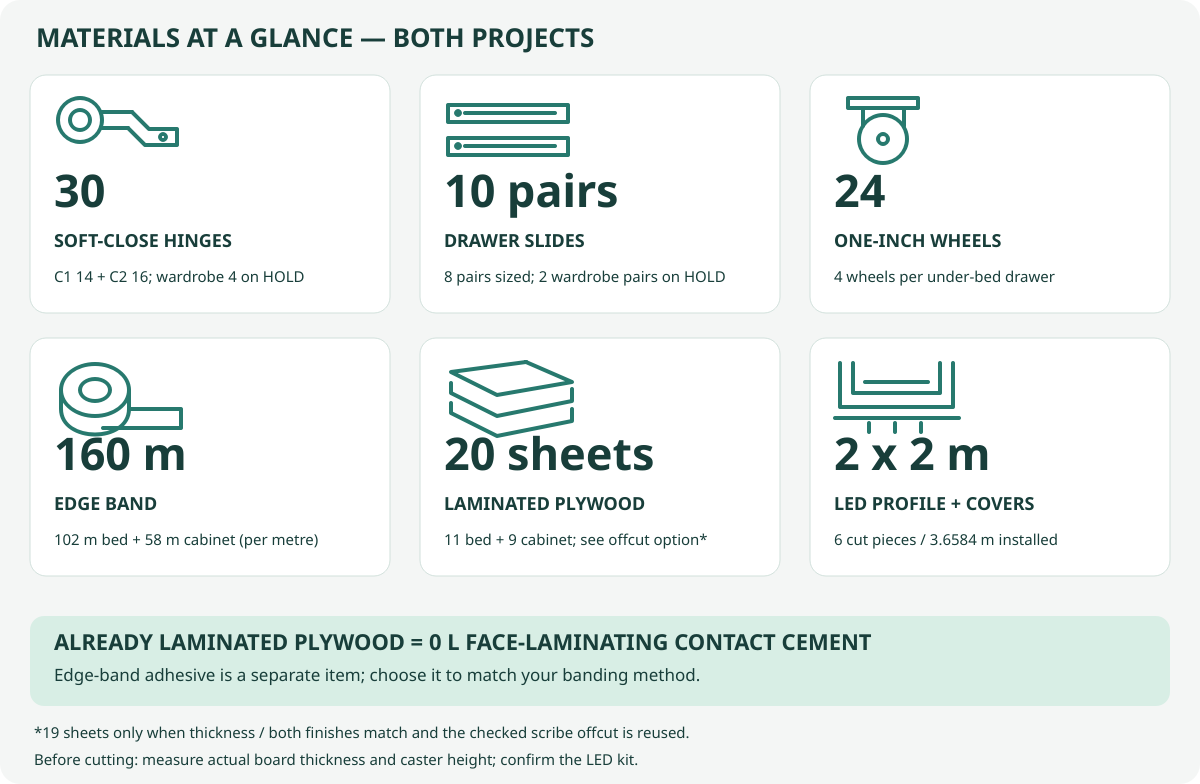 MATERIALS AT A GLANCE — BOTH PROJECTS
30
SOFT-CLOSE HINGES
C1 14 + C2 16; wardrobe 4 on HOLD
10 pairs
DRAWER SLIDES
8 pairs sized; 2 wardrobe pairs on HOLD
24
ONE-INCH WHEELS
4 wheels per under-bed drawer
160 m
EDGE BAND
102 m bed + 58 m cabinet (per metre)
20 sheets
LAMINATED PLYWOOD
11 bed + 9 cabinet; see offcut option*
2 x 2 m
LED PROFILE + COVERS
6 cut pieces / 3.6584 m installed
ALREADY LAMINATED PLYWOOD = 0 L FACE-LAMINATING CONTACT CEMENT
Edge-band adhesive is a separate item; choose it to match your banding method.
*19 sheets only when thickness / both finishes match and the checked scribe offcut is reused.
Before cutting: measure actual board thickness and caster height; confirm the LED kit.